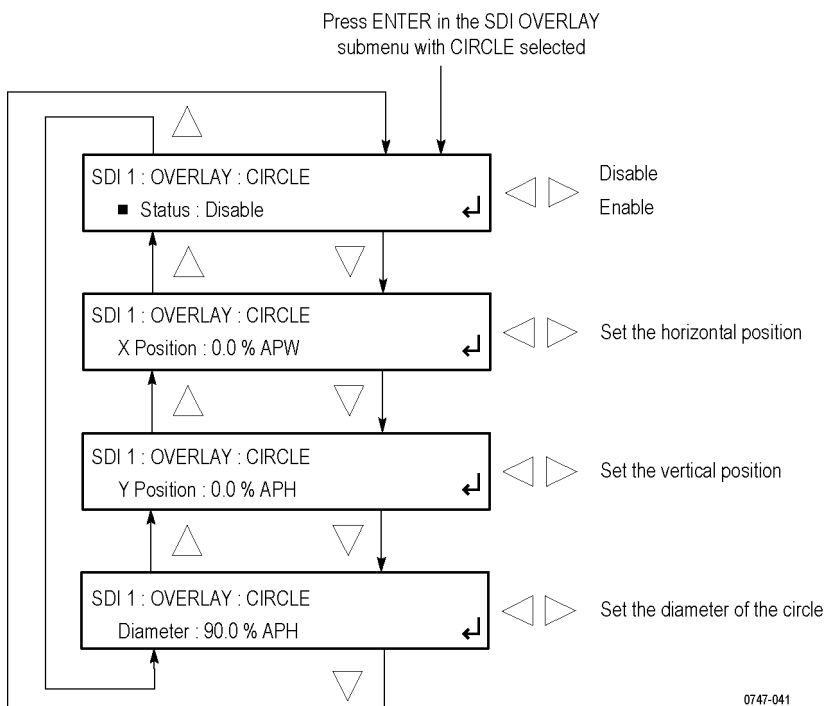 Press ENTER in the SDI OVERLAY
submenu with CIRCLE selected
SDI 1 : OVERLAY : CIRCLE
■ Status : Disable
Disable
Enable
SDI 1 : OVERLAY : CIRCLE
X Position : 0.0 % APW
Set the horizontal position
SDI 1 : OVERLAY : CIRCLE
Y Position : 0.0 % APH
Set the vertical position
SDI 1 : OVERLAY : CIRCLE
Diameter : 90.0 % APH
Set the diameter of the circle
0747-041